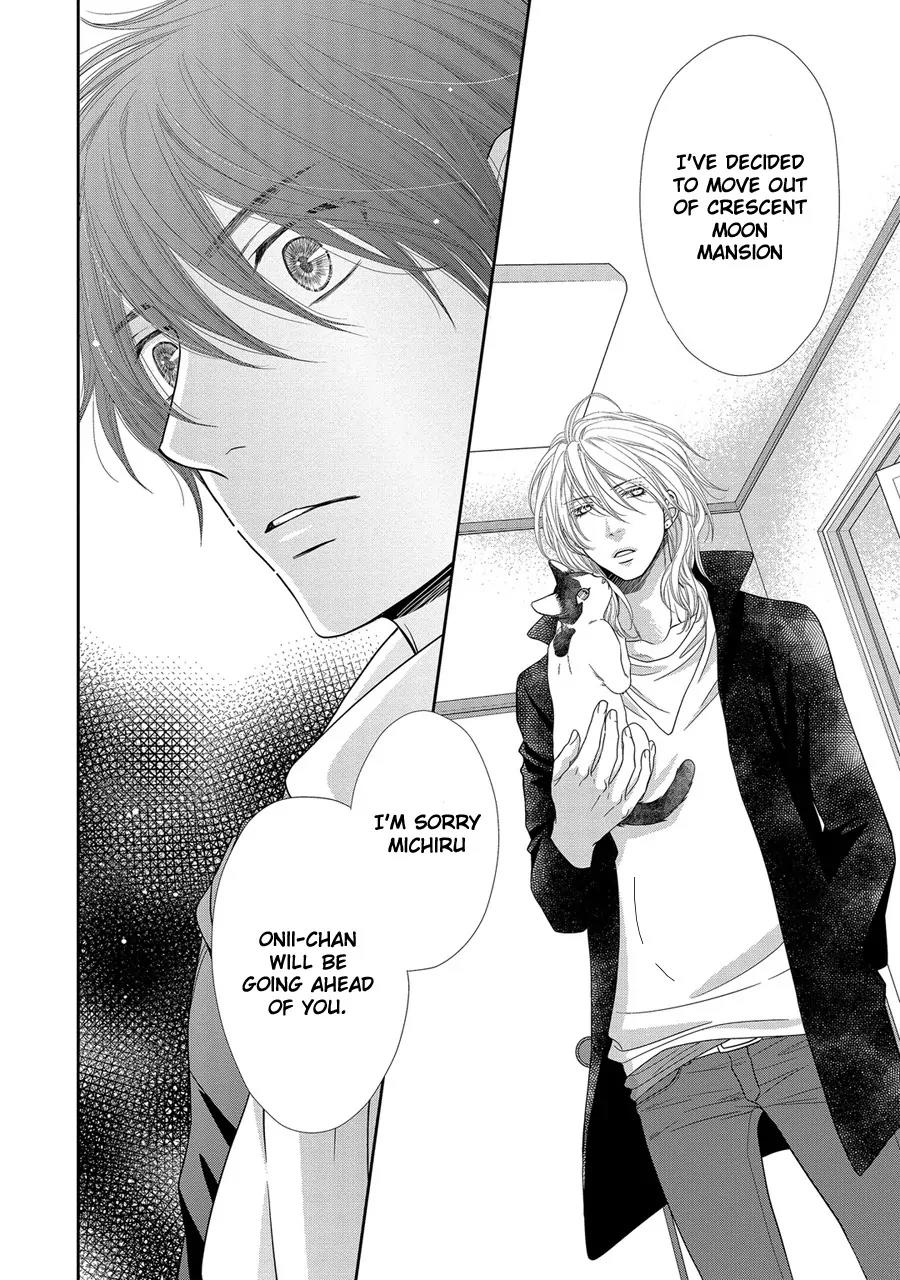 I'VE DECIDED
TO MOVE OUT
OF CRESCENT
MOON
MANSION
I'M SORRY
MICHIRU
ONII-CHAN
WILL BE
GOING AHEAD
OF YOU.